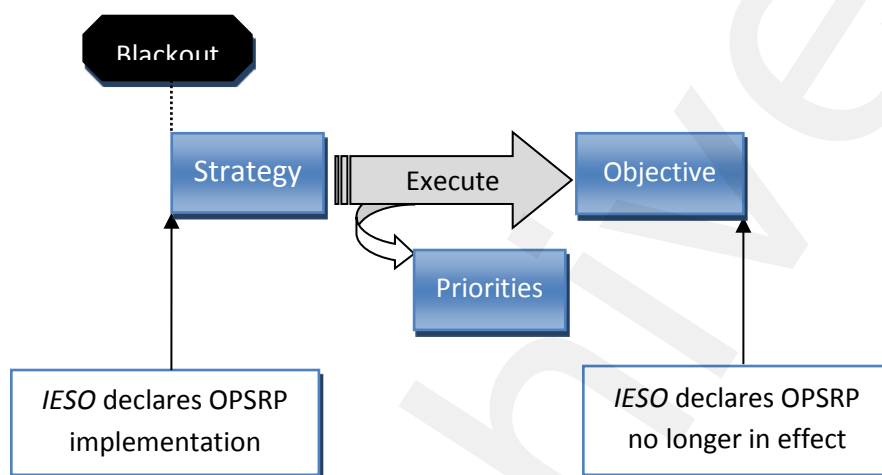 Blackout
Strategy
Execute
Objective
Priorities
IESO declares OPSRP
implementation
IESO declares OPSRP
no longer in effect